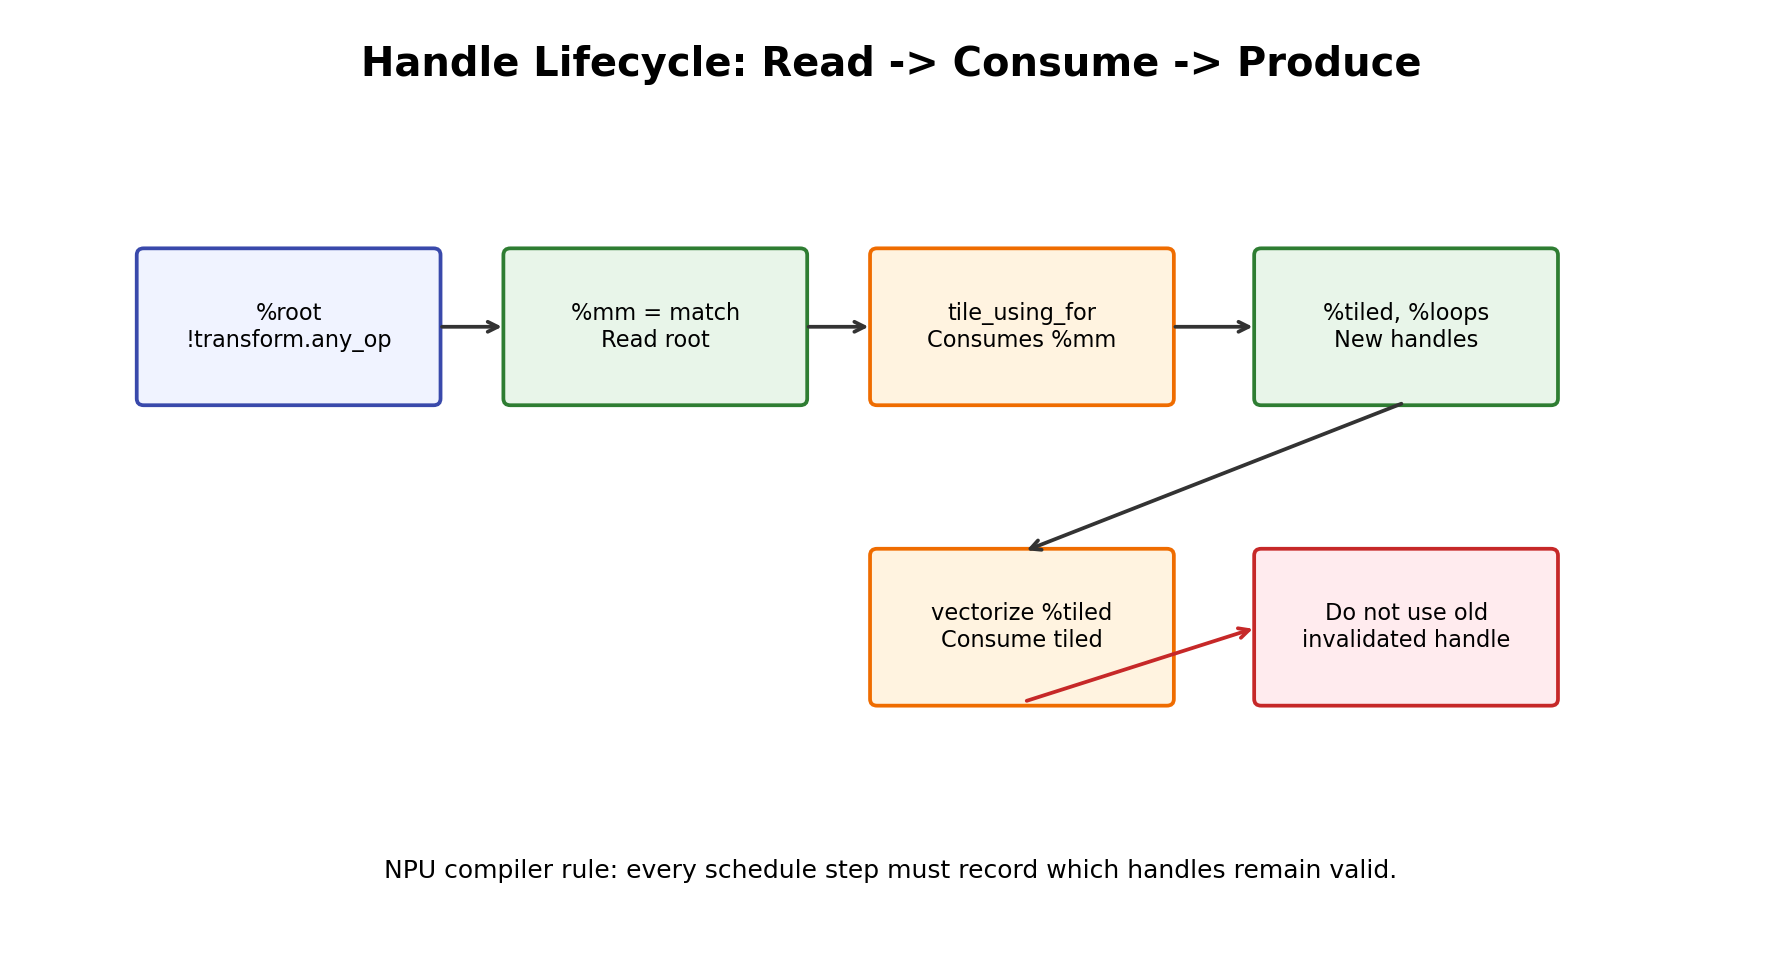 Handle Lifecycle: Read -> Consume -> Produce
%root
!transform.any_op
%mm = match
Read root
tile_using_for
Consumes %mm
%tiled, %loops
New handles
vectorize %tiled
Consume tiled
Do not use old
invalidated handle
NPU compiler rule: every schedule step must record which handles remain valid.